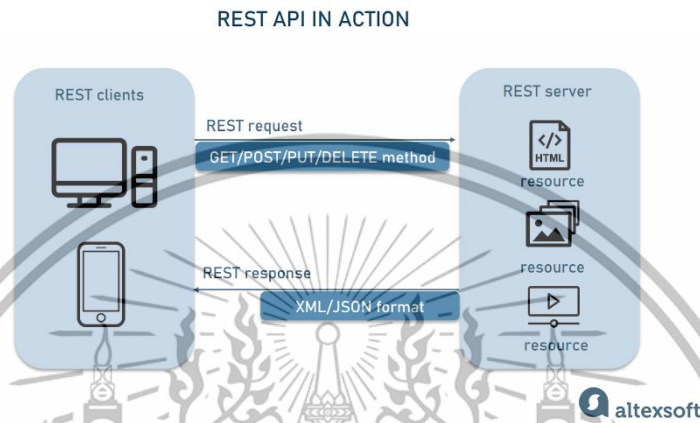 REST API IN ACTION
REST clients
REST server
REST request
GET/POST/PUT/DELETE method
</>
HTML
resource
resource
REST response
XML/JSON format
resource
altexsoft